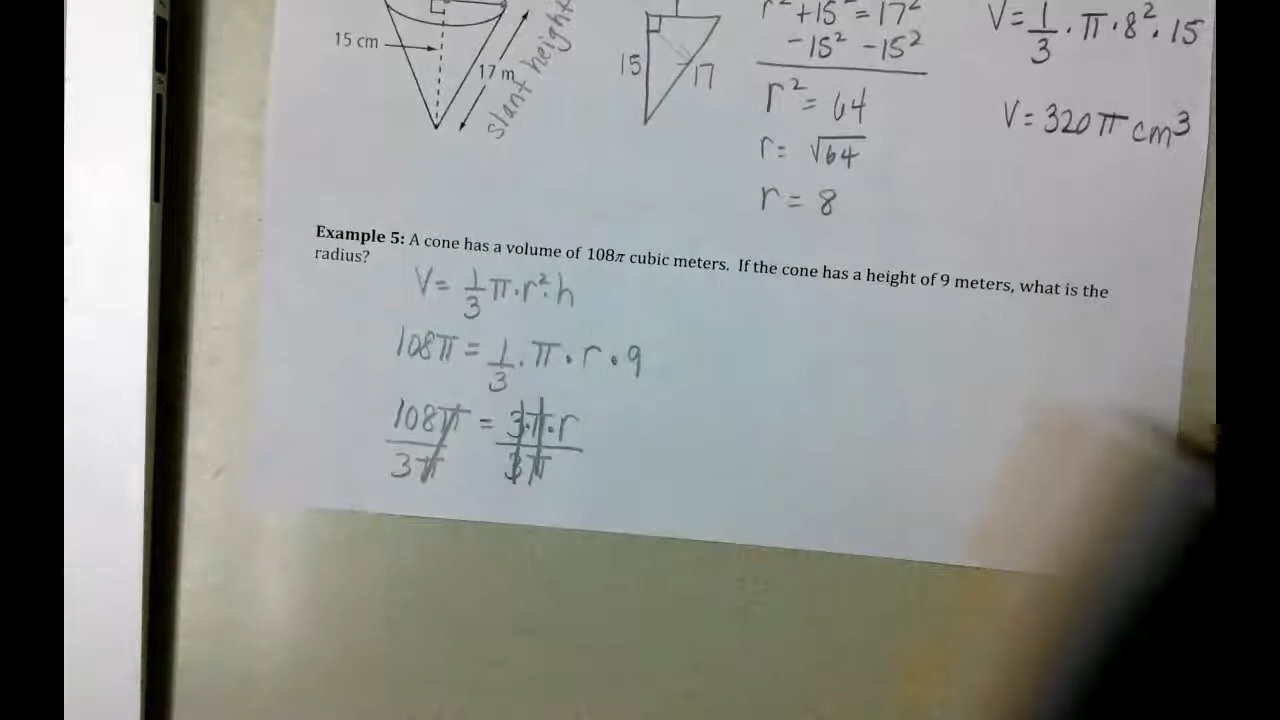 15 cm
17 m
slant height
15
17
r² + 15² = 17²
- 15² - 15²
r² = 64
r = √64
r = 8
V = 1/3 · π · 8² · 15
V = 320π cm³
Example 5: A cone has a volume of 108π cubic meters. If the cone has a height of 9 meters, what is the
radius?
V = 1/3 π · r² · h
108π = 1/3 · π · r · 9
108π/3π = 3·π·r/3π